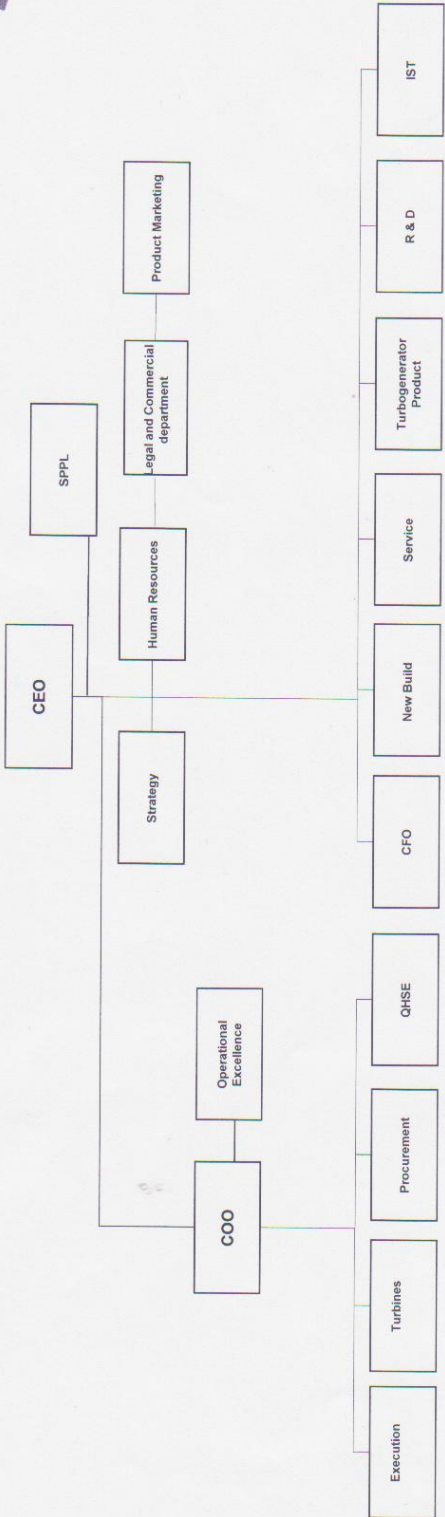 CEO
SPPL
Strategy
Human Resources
Legal and Commercial
department
Product Marketing
COO
Operational
Excellence
Execution
Turbines
Procurement
QHSE
CFO
New Build
Service
Turbogenerator
Product
R & D
IST